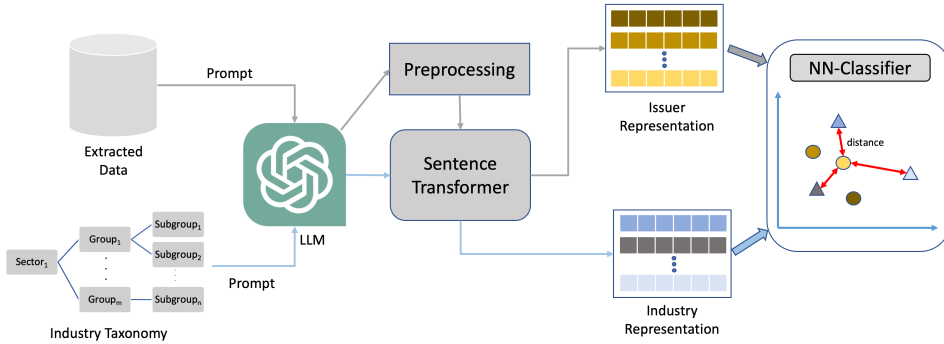 Prompt
Extracted
Data
LLM
Preprocessing
Sentence
Transformer
Issuer
Representation
NN-Classifier
distance
Sector₁
Group₁
Groupₘ
Subgroup₁
Subgroup₂
Subgroupₙ
Prompt
Industry Taxonomy
Industry
Representation